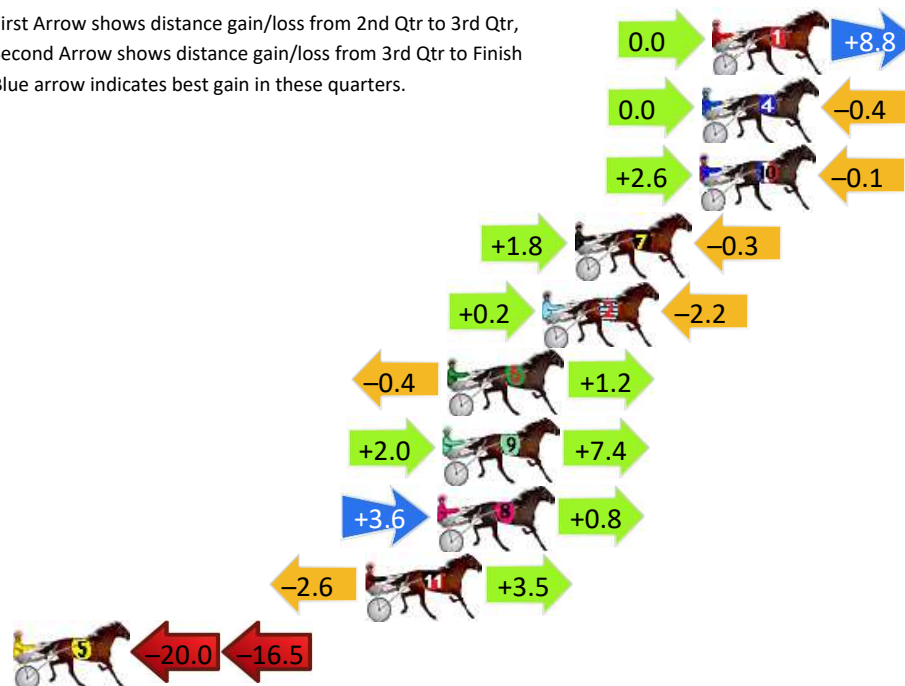 irst Arrow shows distance gain/loss from 2nd Qtr to 3rd Qtr,
econd Arrow shows distance gain/loss from 3rd Qtr to Finish
lue arrow indicates best gain in these quarters.
0.0 1 +8.8
0.0 4 −0.4
+2.6 10 −0.1
+1.8 7 −0.3
+0.2 2 −2.2
−0.4 6 +1.2
+2.0 9 +7.4
+3.6 8 +0.8
−2.6 11 +3.5
5 −20.0 −16.5